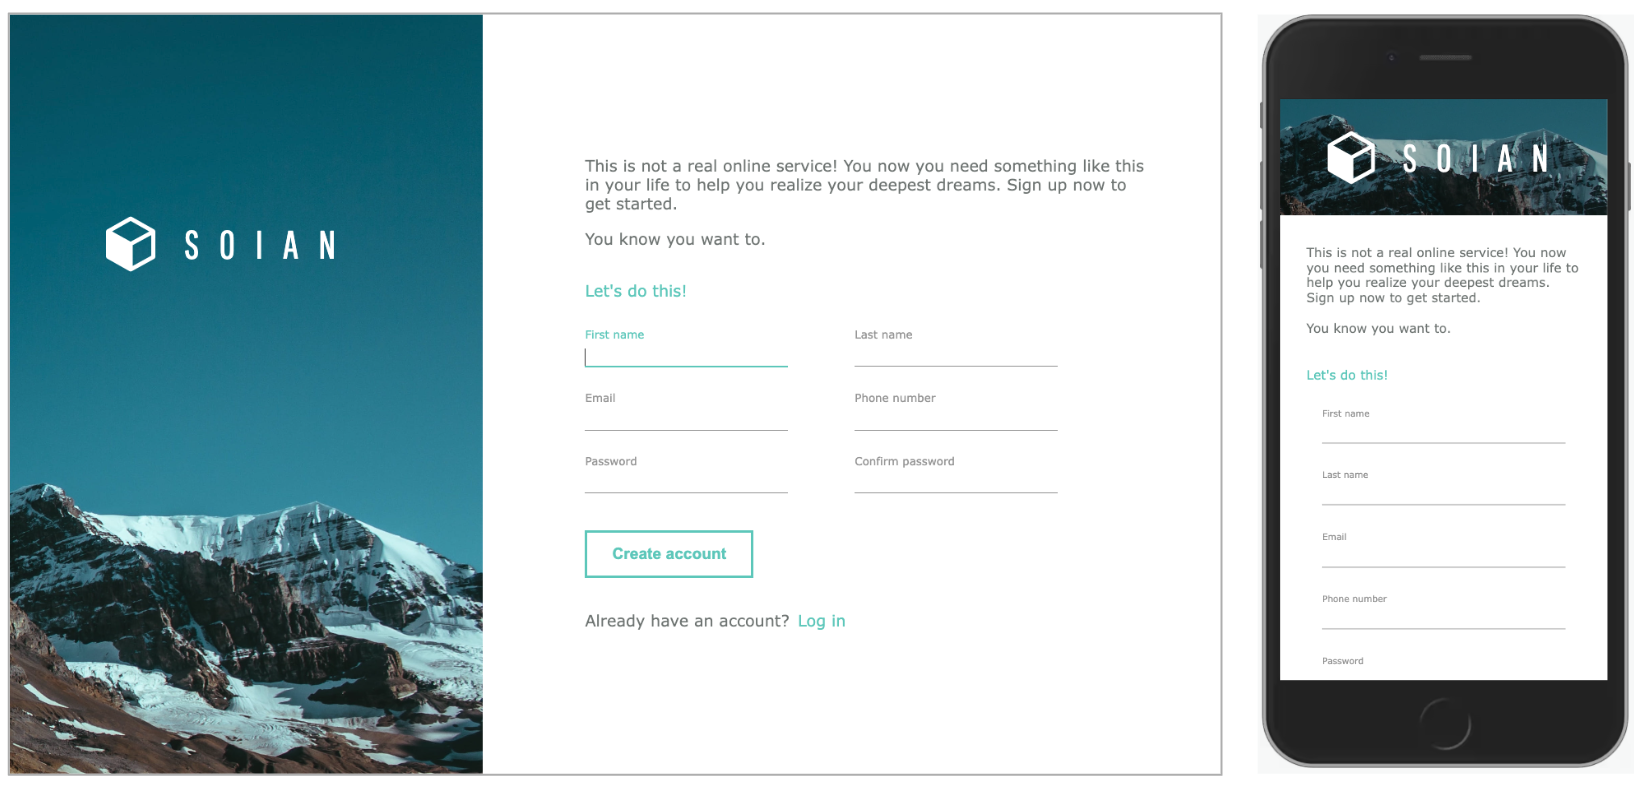 SOIAN
This is not a real online service! You now you need something like this
in your life to help you realize your deepest dreams. Sign up now to
get started.
You know you want to.
Let's do this!
First name
Last name
Email
Phone number
Password
Confirm password
Create account
Already have an account? Log in
SOIAN
This is not a real online service! You now
you need something like this in your life to
help you realize your deepest dreams.
Sign up now to get started.
You know you want to.
Let's do this!
First name
Last name
Email
Phone number
Password